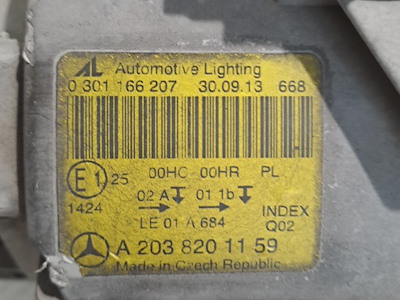 AL Automotive Lighting
0 301 166 207 30.09.13 668
E1 25 00HC 00HR PL
02 A 01 1b
1424
LE 01 A 684 INDEX
Q02
A 203 820 11 59
Made in Czech Republic